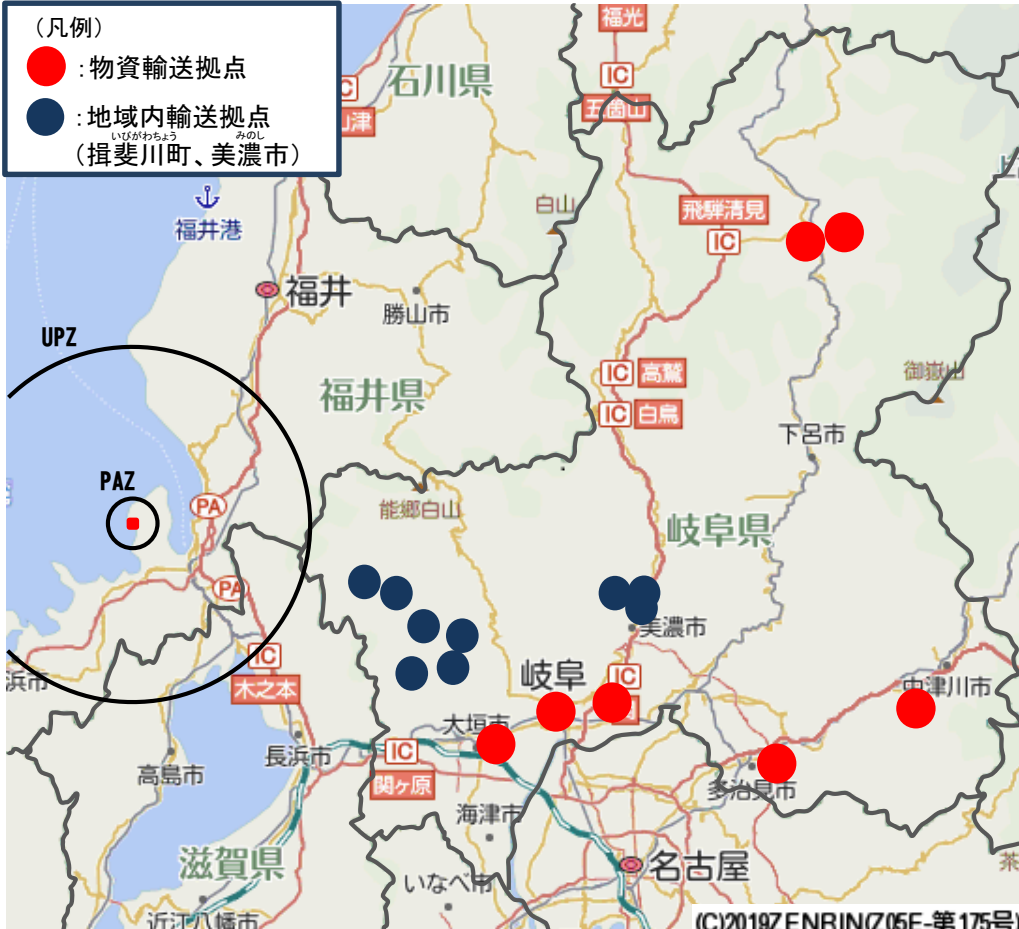 (凡例)
:物資輸送拠点
:地域内輸送拠点
いびがわちょう みのし
(揖斐川町、美濃市)
福光
IC
石川県
五箇山
白山
飛騨清見
IC
福井港
福井
勝山市
UPZ
福井県
IC 高鷲
御嶽山
IC 白鳥
下呂市
PAZ
PA
能郷白山
岐阜県
PA
美濃市
IC
木之本
岐阜
IC
中津川市
大垣市
長浜市
IC
関ヶ原
高島市
多治見市
海津市
滋賀県
名古屋
いなべ市
近江八幡市
(C)2019ZENRIN(Z05E-第175号)